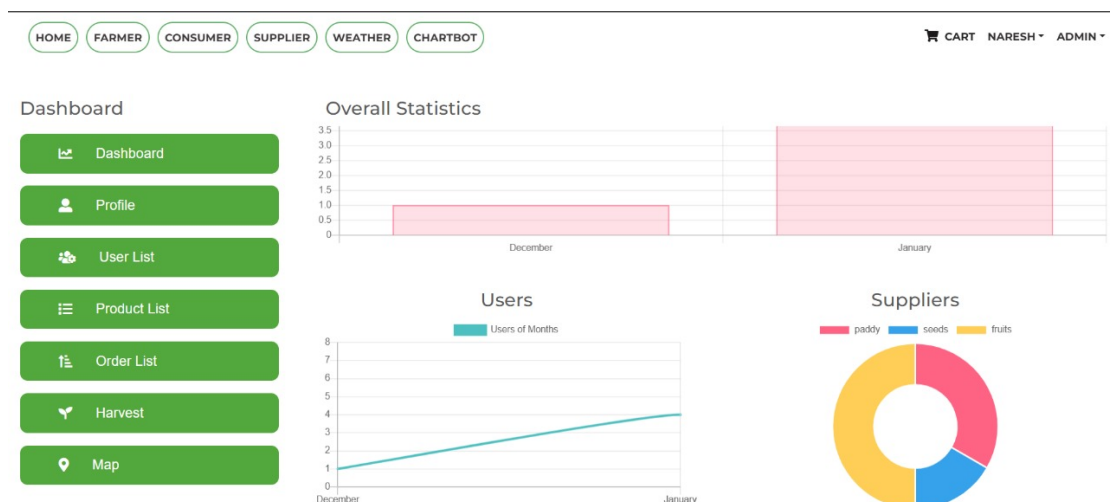 HOME FARMER CONSUMER SUPPLIER WEATHER CHARTBOT CART NARESH ADMIN
Dashboard
Dashboard
Profile
User List
Product List
Order List
Harvest
Map
Overall Statistics
3.5
3.0
2.5
2.0
1.5
1.0
0.5
0
December January
Users
Users of Months
8
7
6
5
4
3
2
1
0
December January
Suppliers
paddy seeds fruits